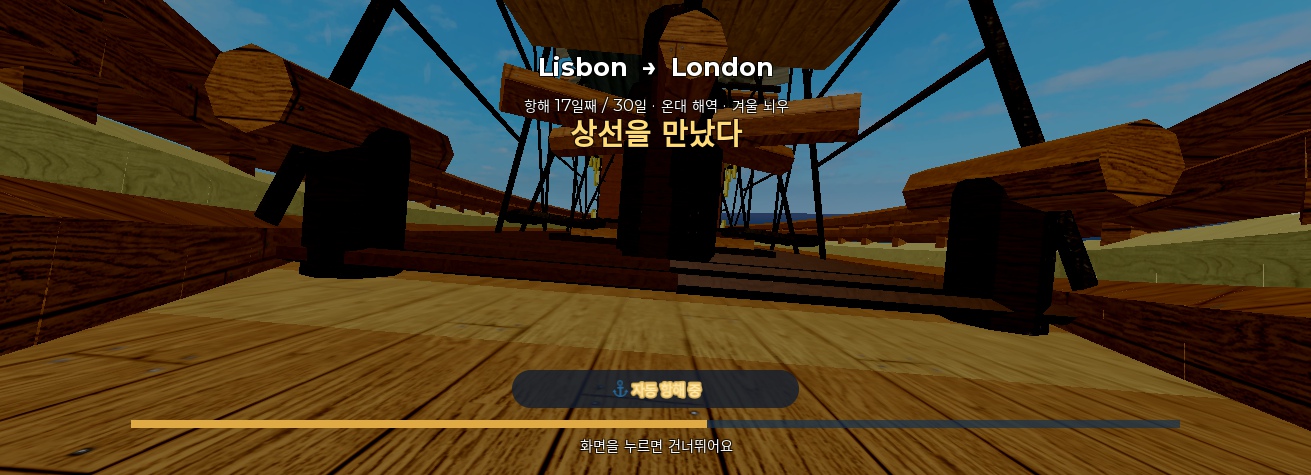 Lisbon → London
항해 17일째 / 30일 · 온대 해역 · 겨울 뇌우
상선을 만났다
⚓ 자동 항해 중
화면을 누르면 건너뛰어요